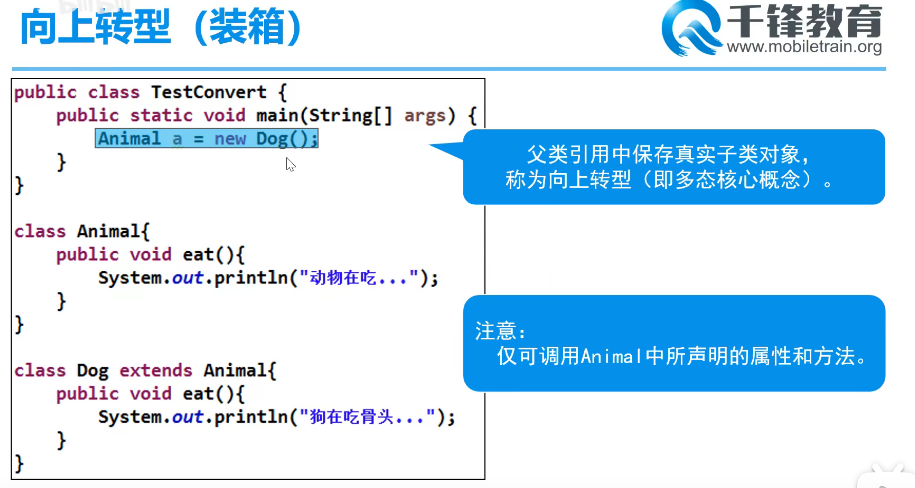 向上转型（装箱）
千锋教育
www.mobiletrain.org
public class TestConvert {
public static void main(String[] args) {
Animal a = new Dog();
}
}
class Animal{
public void eat(){
System.out.println("动物在吃...");
}
}
class Dog extends Animal{
public void eat(){
System.out.println("狗在吃骨头...");
}
}
父类引用中保存真实子类对象，
称为向上转型（即多态核心概念）。
注意：
仅可调用Animal中所声明的属性和方法。